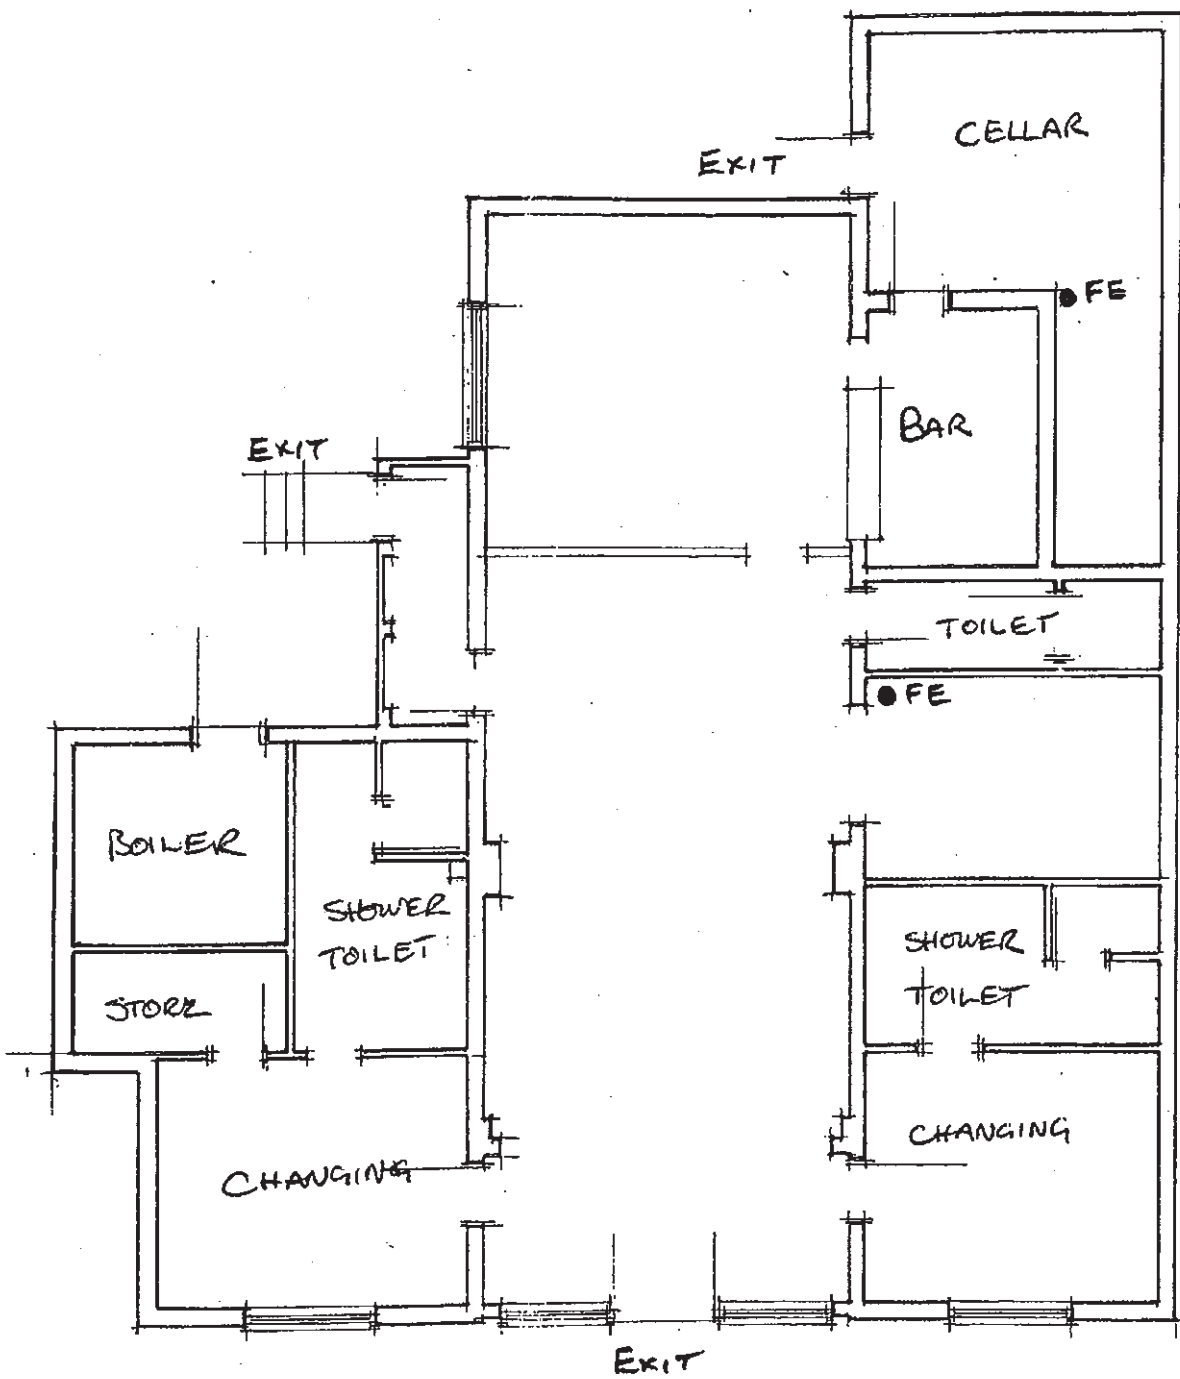 CELLAR
EXIT
FE
BAR
EXIT
TOILET
FE
BOILER
SHOWER
TOILET
SHOWER
TOILET
STORE
CHANGING
CHANGING
EXIT